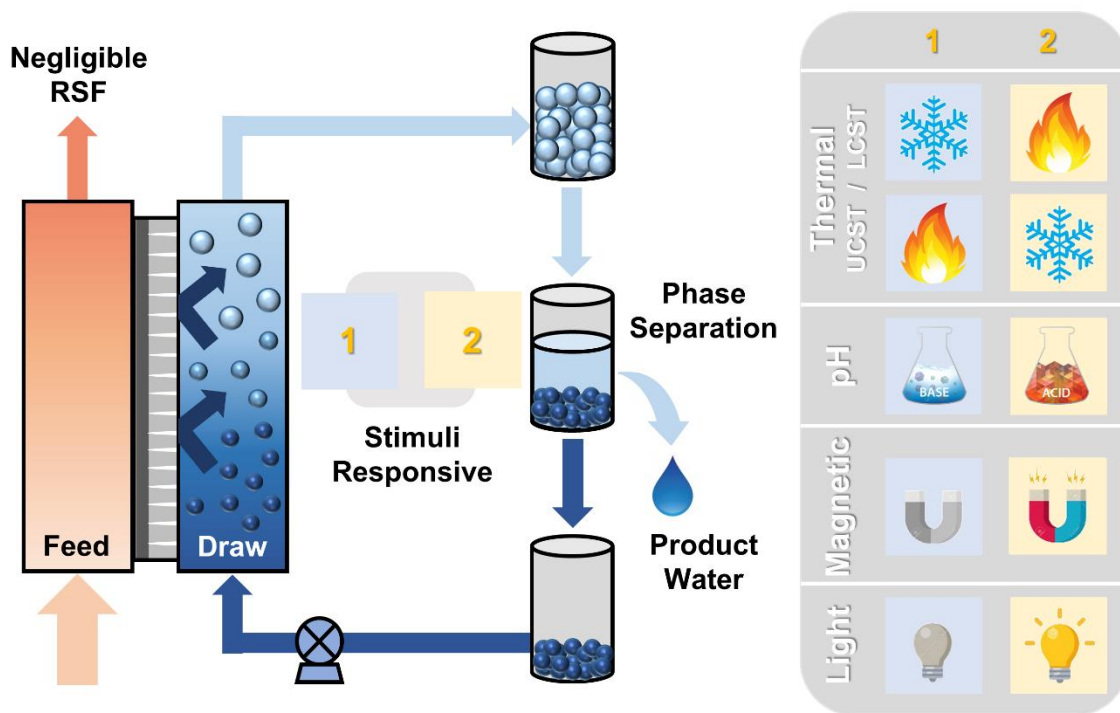 Negligible
RSF
Feed
Draw
1
2
Stimuli
Responsive
Phase
Separation
Product
Water
1
2
Thermal
UCST / LCST
pH
BASE
ACID
Magnetic
Light